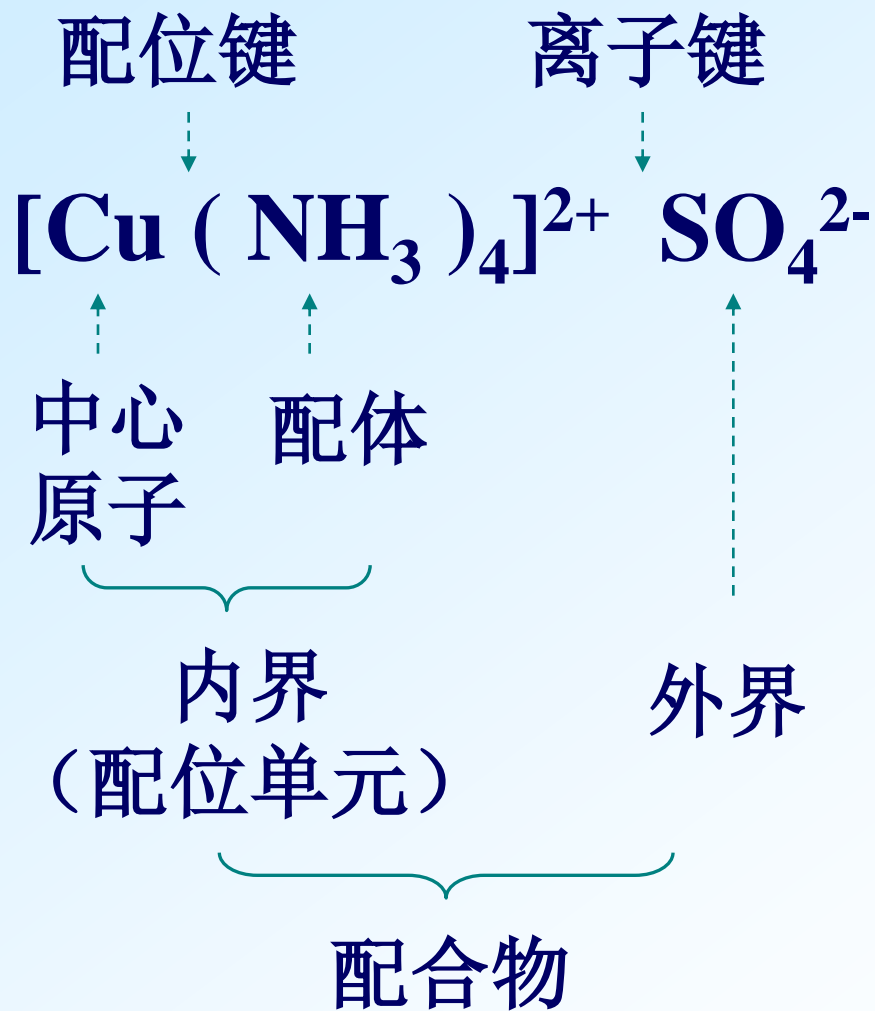 配位键 离子键
[Cu ( NH₃ )₄]²⁺ SO₄²⁻
中心 配体
原子
内界 外界
（配位单元）
配合物